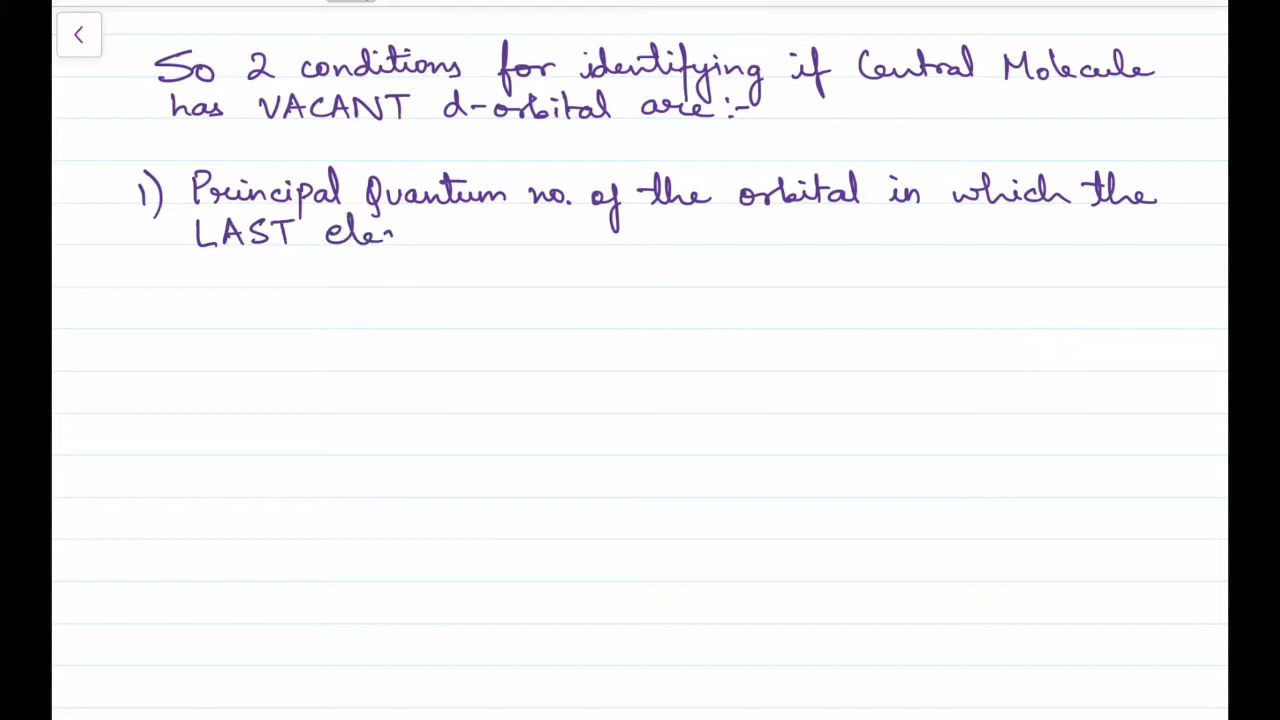 So 2 conditions for identifying if Central Molecule
has VACANT d-orbital are:-
1) Principal Quantum no. of the orbital in which the
LAST ele